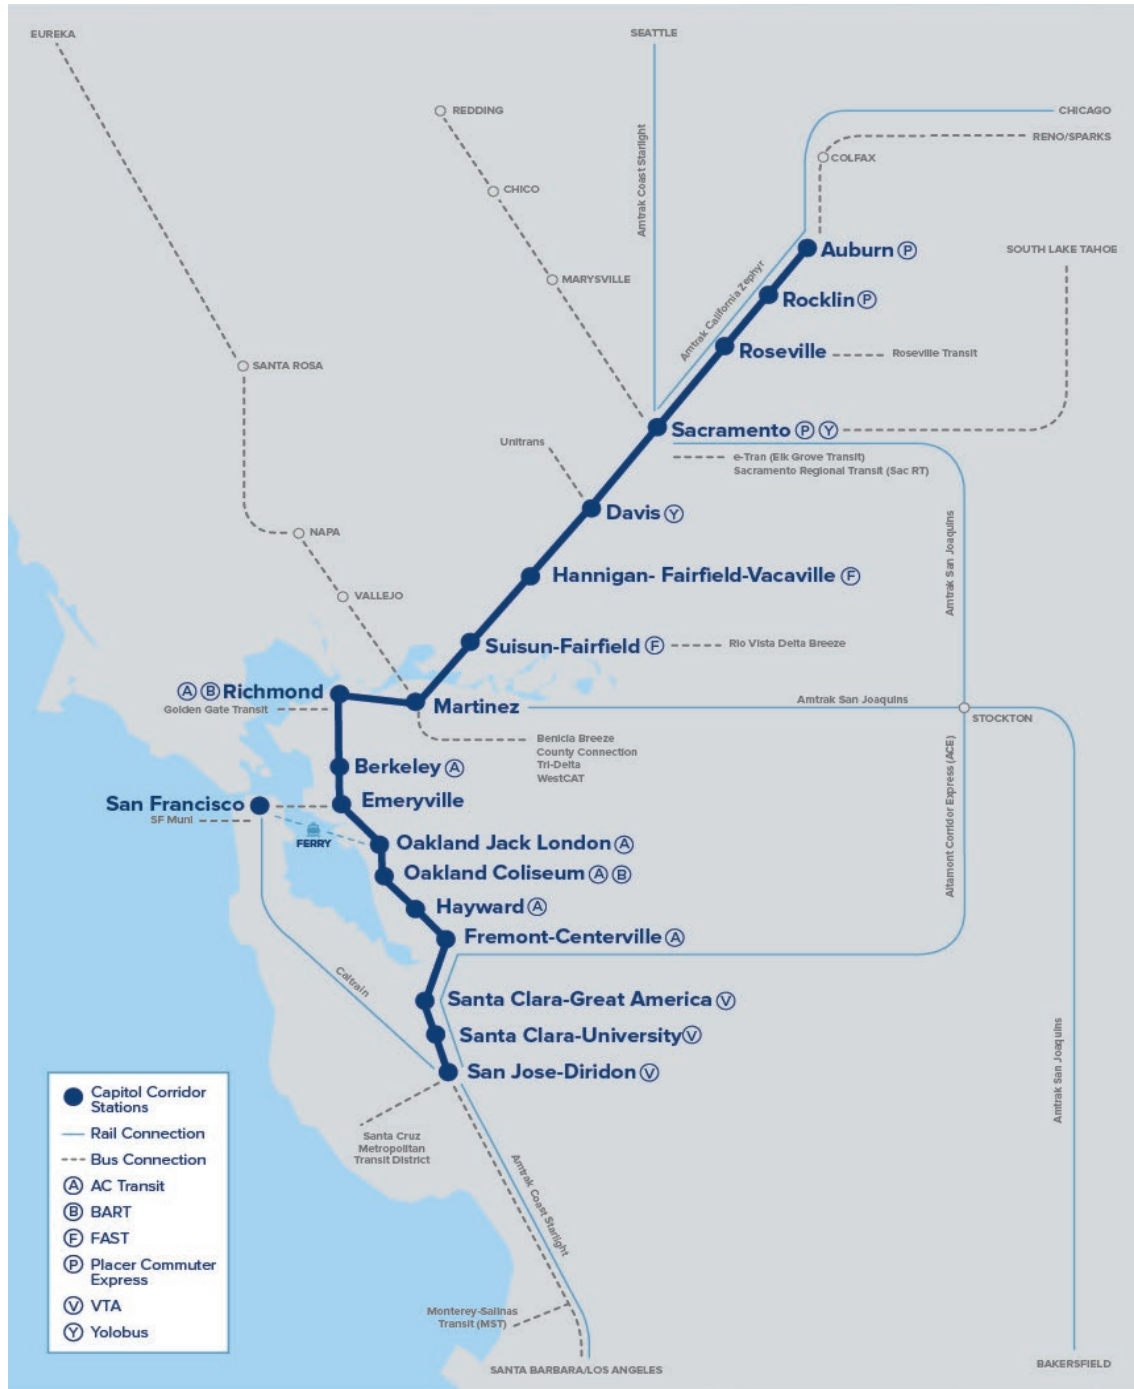 EUREKA
SEATTLE
REDDING
CHICAGO
RENO/SPARKS
COLFAX
Amtrak Coast Starlight
CHICO
Auburn P
SOUTH LAKE TAHOE
MARYSVILLE
Amtrak California Zephyr
Rocklin P
Roseville
Roseville Transit
SANTA ROSA
Sacramento P Y
Unitrans
e-Tran (Elk Grove Transit)
Sacramento Regional Transit (Sac RT)
Davis Y
NAPA
Amtrak San Joaquins
Hannigan- Fairfield-Vacaville F
VALLEJO
Suisun-Fairfield F
Rio Vista Delta Breeze
A B Richmond
Golden Gate Transit
Martinez
Amtrak San Joaquins
STOCKTON
Benicia Breeze
County Connection
Tri-Delta
WestCAT
Berkeley A
San Francisco
SF Muni
Emeryville
FERRY
Oakland Jack London A
Altamont Corridor Express (ACE)
Oakland Coliseum A B
Hayward A
Fremont-Centerville A
Caltrain
Santa Clara-Great America V
Santa Clara-University V
San Jose-Diridon V
Amtrak San Joaquins
Santa Cruz
Metropolitan
Transit District
Amtrak Coast Starlight
Monterey-Salinas
Transit (MST)
SANTA BARBARA/LOS ANGELES
BAKERSFIELD
Capitol Corridor
Stations
Rail Connection
Bus Connection
A AC Transit
B BART
F FAST
P Placer Commuter
Express
V VTA
Y Yolobus